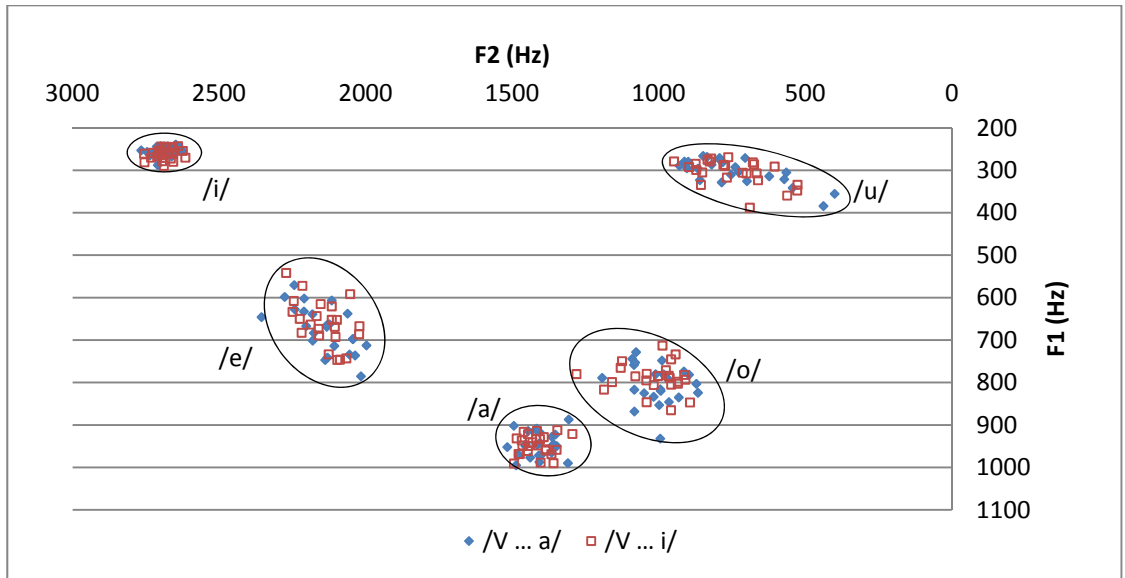 F2 (Hz)
3000 2500 2000 1500 1000 500 0
200
300
400
500
600
700
800
900
1000
1100
F1 (Hz)
/i/
/u/
/e/
/o/
/a/
/V ... a/ /V ... i/